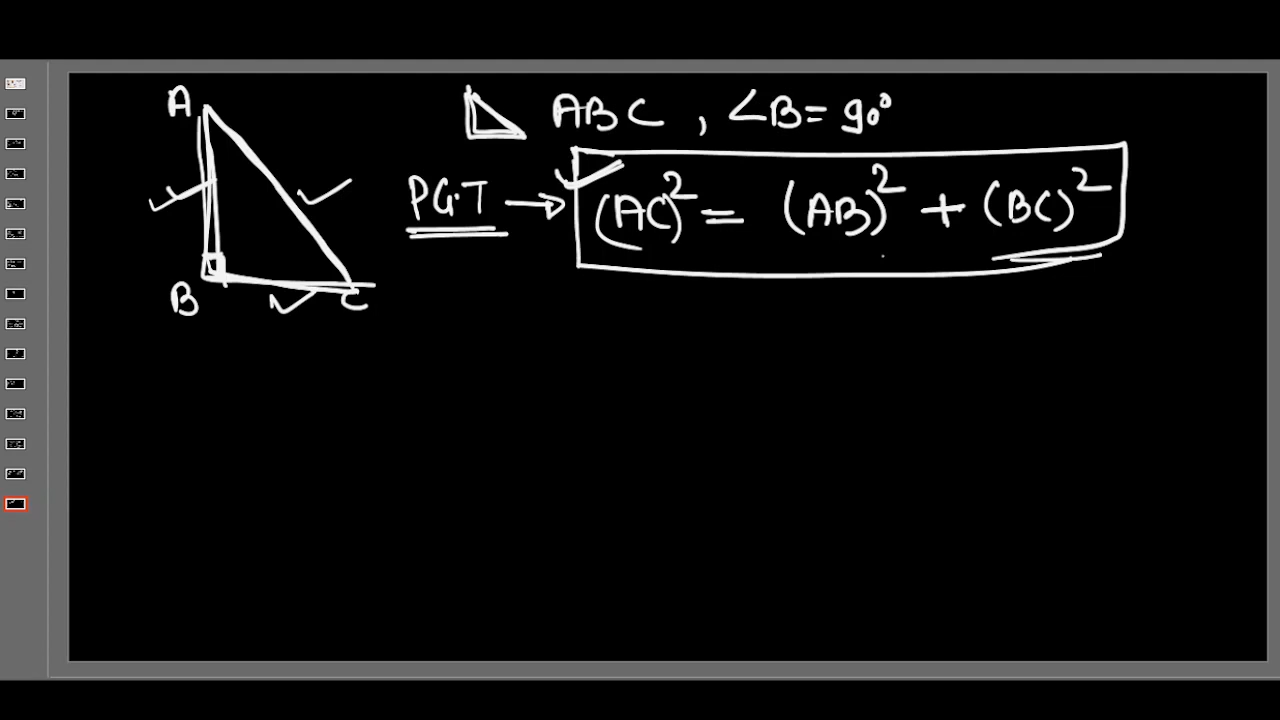 A
B
C
ABC, ∠B = 90°
PGT → (AC)² = (AB)² + (BC)²